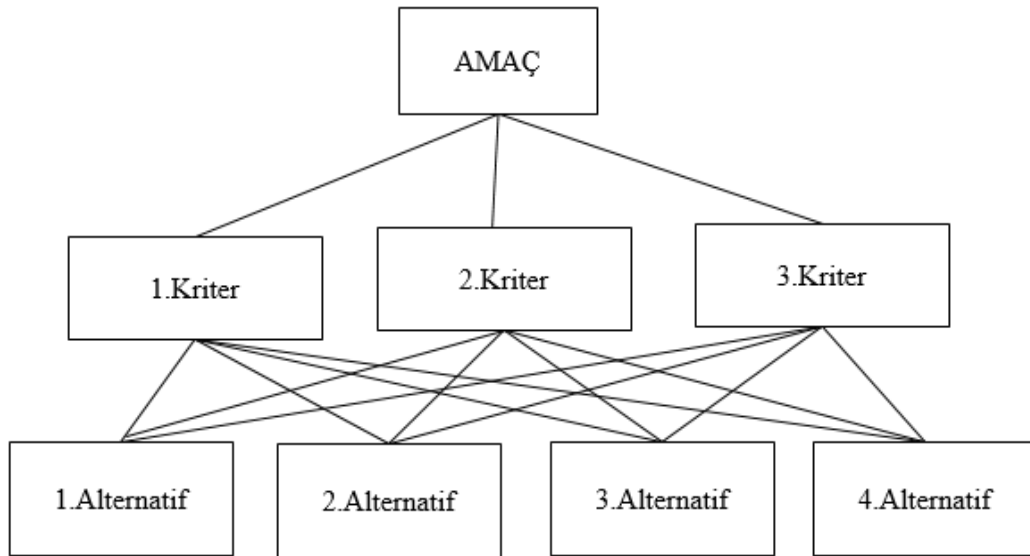 AMAÇ
1.Kriter
2.Kriter
3.Kriter
1.Alternatif
2.Alternatif
3.Alternatif
4.Alternatif